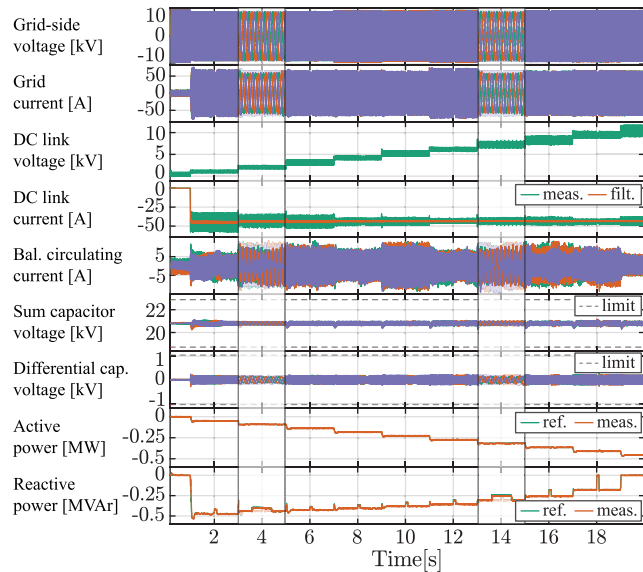 Grid-side
voltage [kV]
10
0
-10
Grid
current [A]
50
0
-50
DC link
voltage [kV]
10
5
0
DC link
current [A]
0
-25
-50
meas. filt.
Bal. circulating
current [A]
5
-5
Sum capacitor
voltage [kV]
22
20
limit
Differential cap.
voltage [kV]
1
0
-1
limit
Active
power [MW]
0
-0.25
-0.5
ref. meas.
Reactive
power [MVAr]
0
-0.25
-0.5
ref. meas.
2 4 6 8 10 12 14 16 18
Time[s]